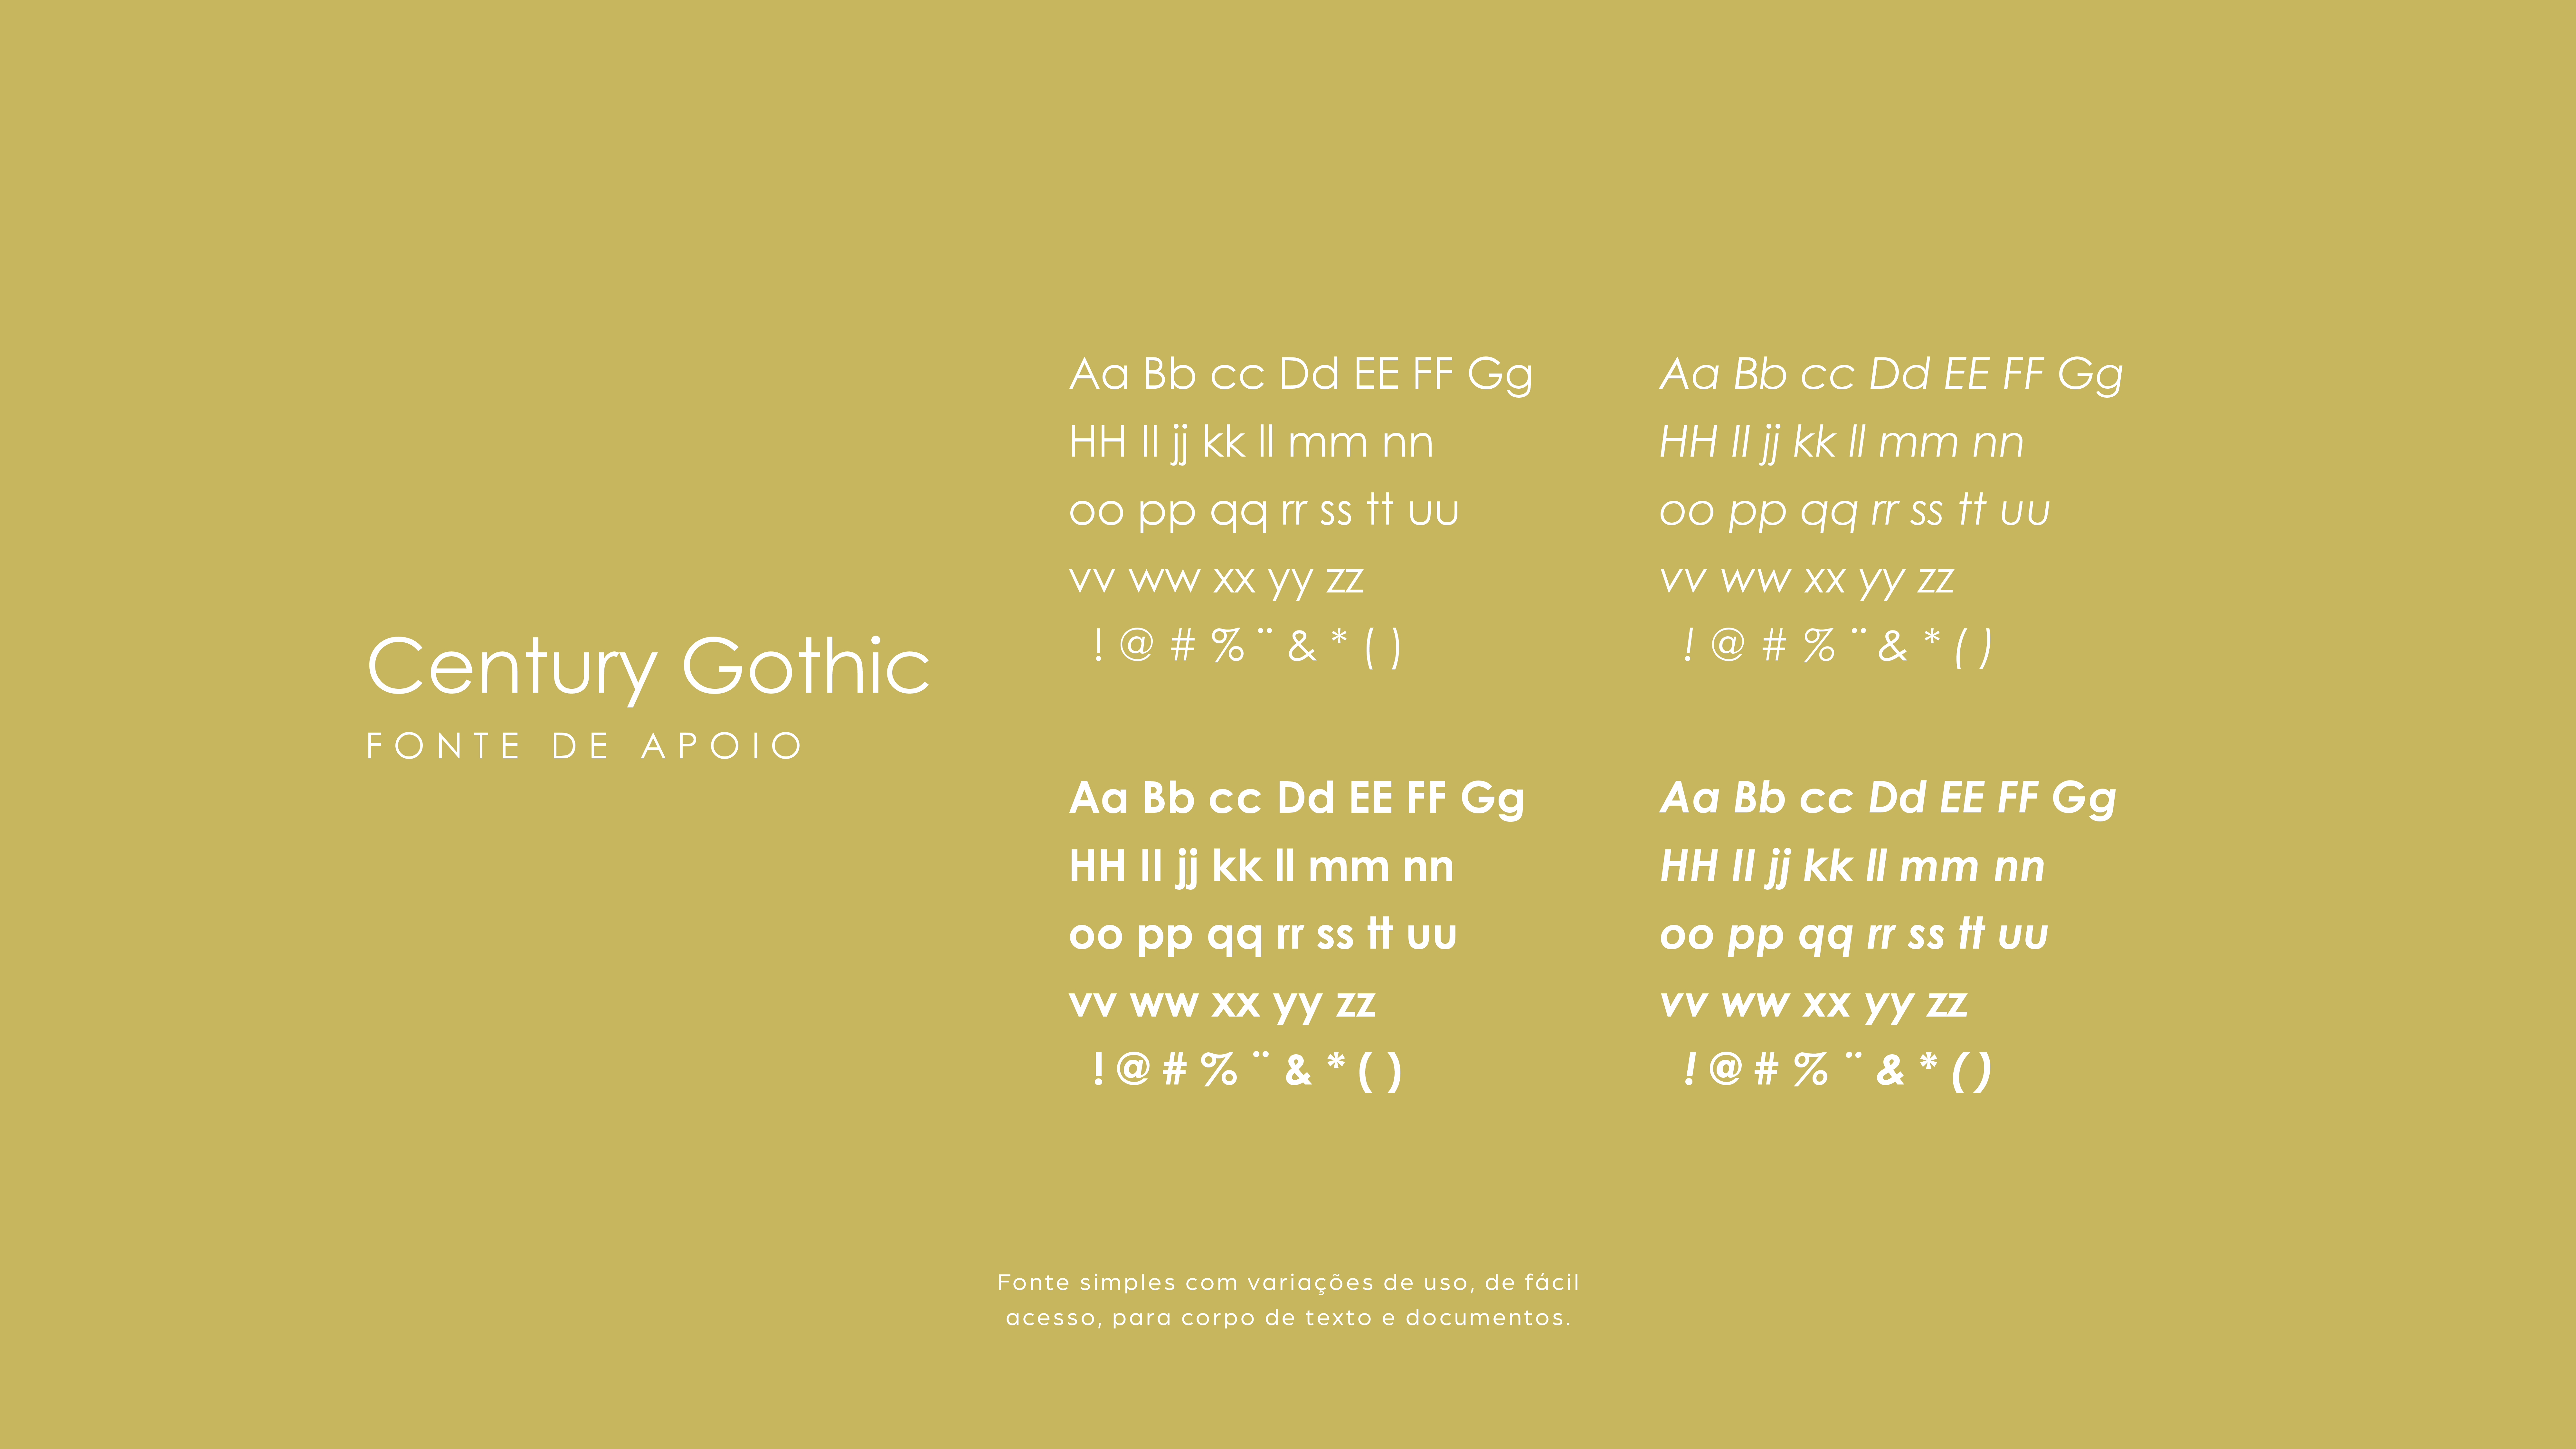 Century Gothic
FONTE DE APOIO
Aa Bb cc Dd EE FF Gg
HH II jj kk ll mm nn
oo pp qq rr ss tt uu
vv ww xx yy zz
! @ # % ¨ & * ( )
Aa Bb cc Dd EE FF Gg
HH II jj kk ll mm nn
oo pp qq rr ss tt uu
vv ww xx yy zz
! @ # % ¨ & * ( )
Aa Bb cc Dd EE FF Gg
HH II jj kk ll mm nn
oo pp qq rr ss tt uu
vv ww xx yy zz
! @ # % ¨ & * ( )
Aa Bb cc Dd EE FF Gg
HH II jj kk ll mm nn
oo pp qq rr ss tt uu
vv ww xx yy zz
! @ # % ¨ & * ( )
Fonte simples com variações de uso, de fácil
acesso, para corpo de texto e documentos.